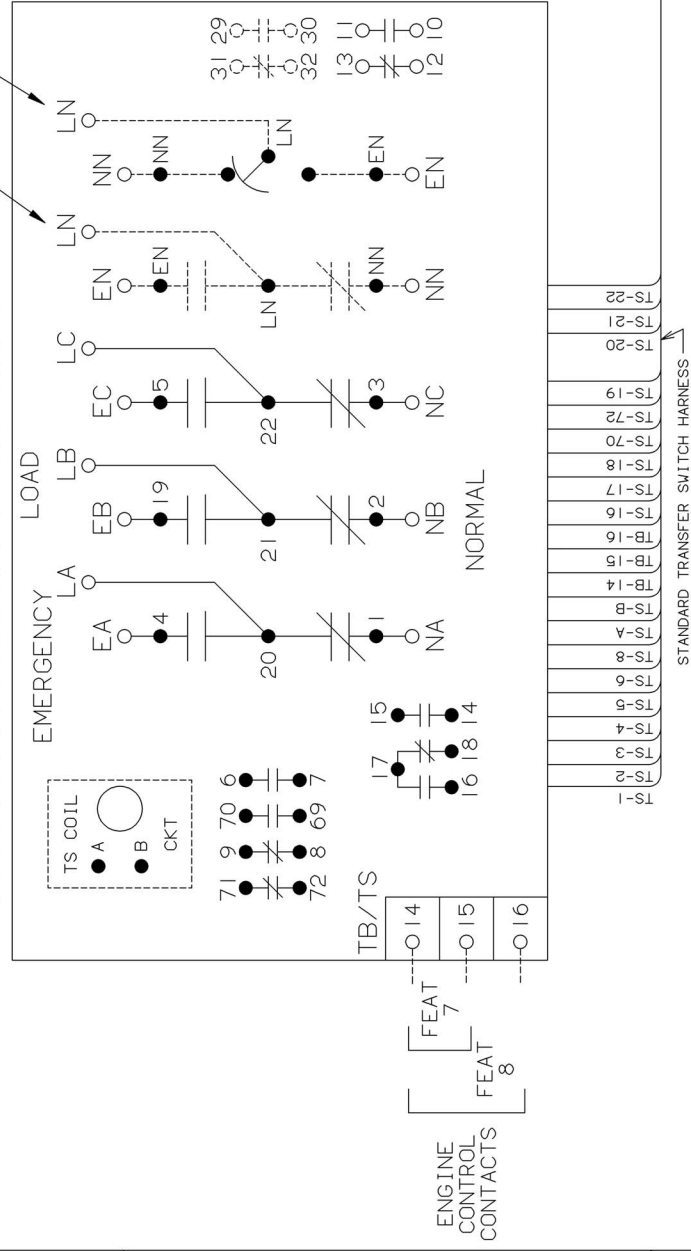 29 30 11 10
31 32 13 12
LN
NN NN LN EN EN
LN
EN EN LN NN NN
LC
EC 5 22 3 NC
LOAD
LB
EB 19 21 2 NB
NORMAL
EMERGENCY
LA
EA 4 20 1 NA
TS COIL
A
B
CKT
6 7
70 69
9 8
71 72
15 14
17
18
16
TB/TS
14
15
16
FEAT
7
FEAT
8
ENGINE
CONTROL
CONTACTS
TS-22
TS-21
TS-20
TS-19
TS-72
TS-70
TS-18
TS-17
TS-16
TB-16
TB-15
TB-14
TS-B
TS-A
TS-8
TS-6
TS-5
TS-4
TS-3
TS-2
TS-1
STANDARD TRANSFER SWITCH HARNESS